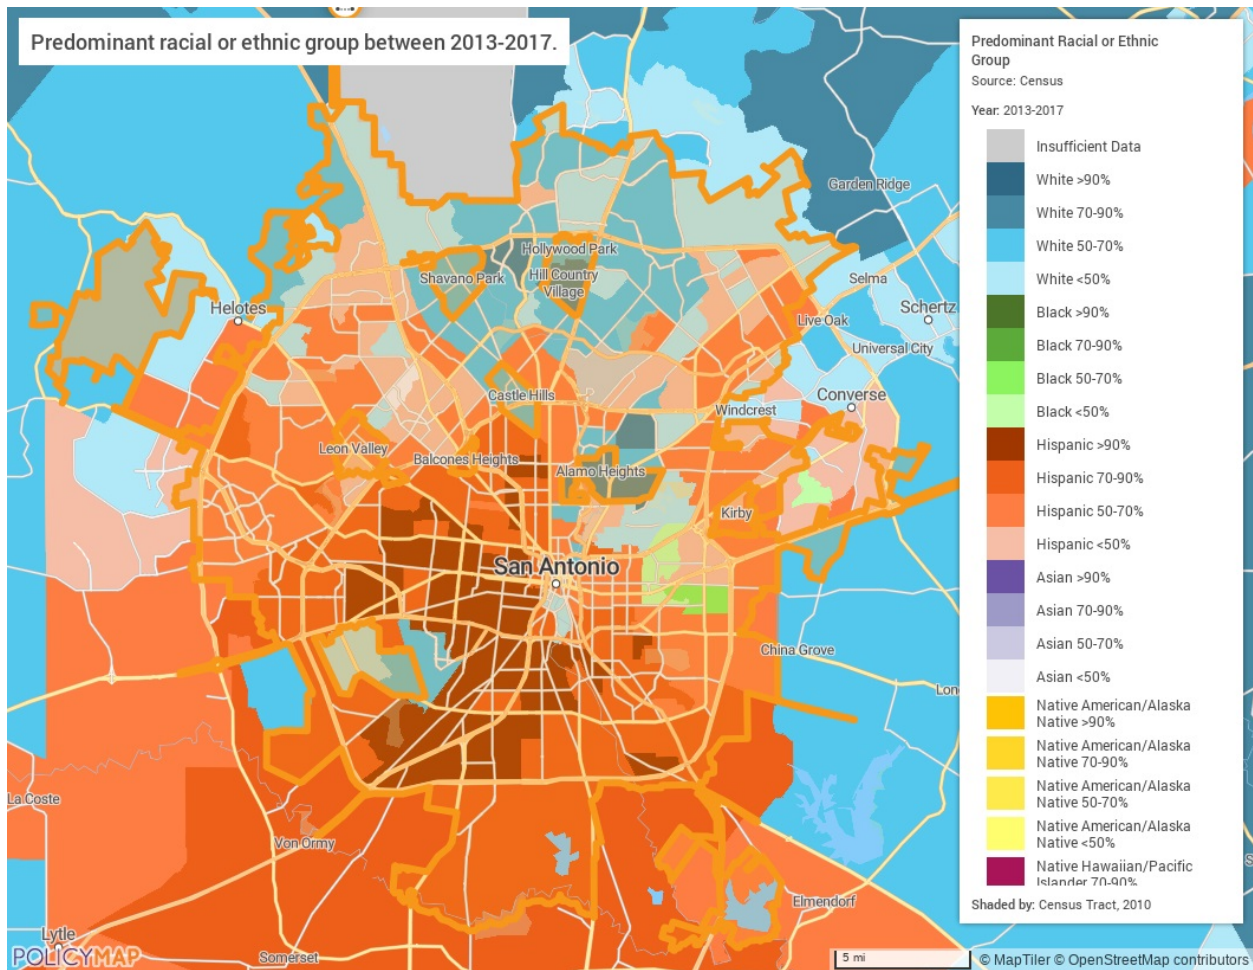 Predominant racial or ethnic group between 2013-2017.
Predominant Racial or Ethnic
Group
Source: Census
Year: 2013-2017
Insufficient Data
White >90%
White 70-90%
White 50-70%
White <50%
Black >90%
Black 70-90%
Black 50-70%
Black <50%
Hispanic >90%
Hispanic 70-90%
Hispanic 50-70%
Hispanic <50%
Asian >90%
Asian 70-90%
Asian 50-70%
Asian <50%
Native American/Alaska
Native >90%
Native American/Alaska
Native 70-90%
Native American/Alaska
Native 50-70%
Native American/Alaska
Native <50%
Native Hawaiian/Pacific
Islander 70-90%
Shaded by: Census Tract, 2010
Garden Ridge
Hollywood Park
Shavano Park
Hill Country
Village
Selma
Helotes
Schertz
Live Oak
Universal City
Castle Hills
Converse
Windcrest
Leon Valley
Balcones Heights
Alamo Heights
Kirby
San Antonio
China Grove
Lon
La Coste
Von Ormy
Elmendorf
Lytle
Somerset
POLICYMAP
5 mi
© MapTiler © OpenStreetMap contributors